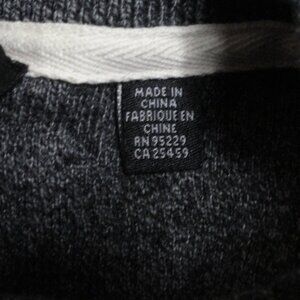 MADE IN
CHINA
FABRIQUE EN
CHINE
RN 95229
CA 25459